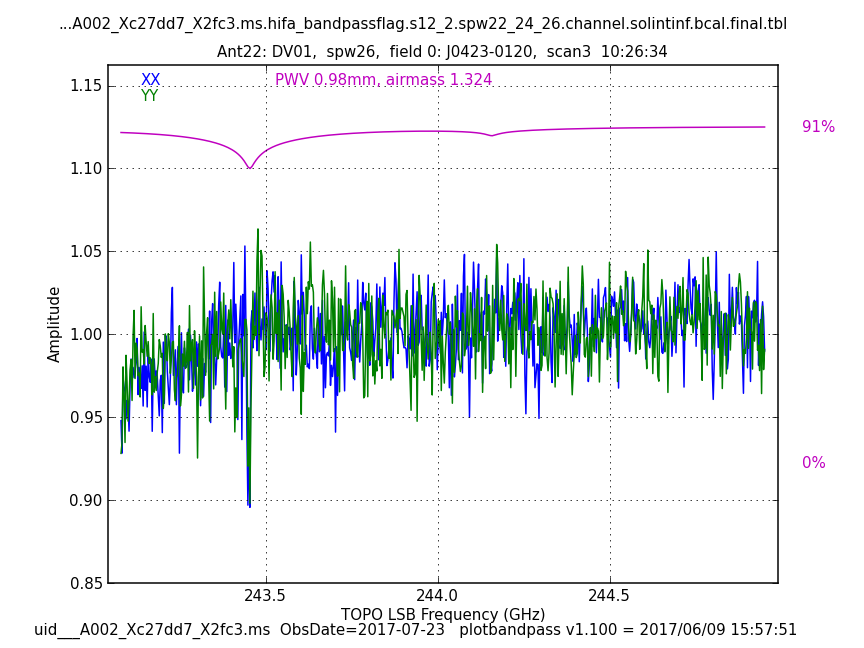 ...A002_Xc27dd7_X2fc3.ms.hifa_bandpassflag.s12_2.spw22_24_26.channel.solintinf.bcal.final.tbl
Ant22: DV01,  spw26,  field 0: J0423-0120,  scan3  10:26:34
XX
PWV 0.98mm, airmass 1.324
YY
1.15
91%
1.10
1.05
1.00
Amplitude
0.95
0%
0.90
0.85
243.5 244.0 244.5
TOPO LSB Frequency (GHz)
uid___A002_Xc27dd7_X2fc3.ms  ObsDate=2017-07-23   plotbandpass v1.100 = 2017/06/09 15:57:51